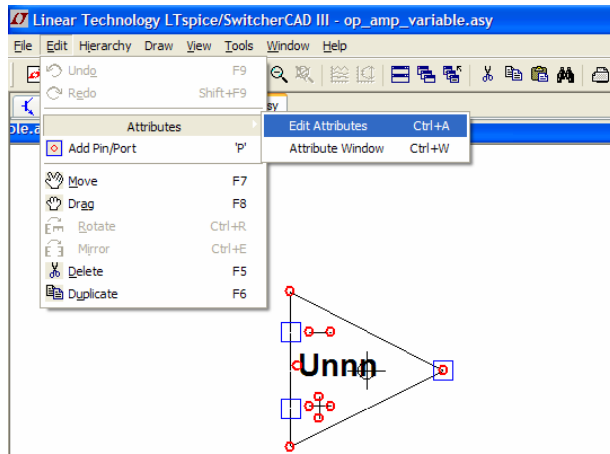 Linear Technology LTspice/SwitcherCAD III - op_amp_variable.asy
File Edit Hierarchy Draw View Tools Window Help
Undo F9
Redo Shift+F9
sy
Attributes
Edit Attributes Ctrl+A
ble.a
Add Pin/Port 'P'
Attribute Window Ctrl+W
Move F7
Drag F8
Rotate Ctrl+R
Mirror Ctrl+E
Delete F5
Duplicate F6
Unnn